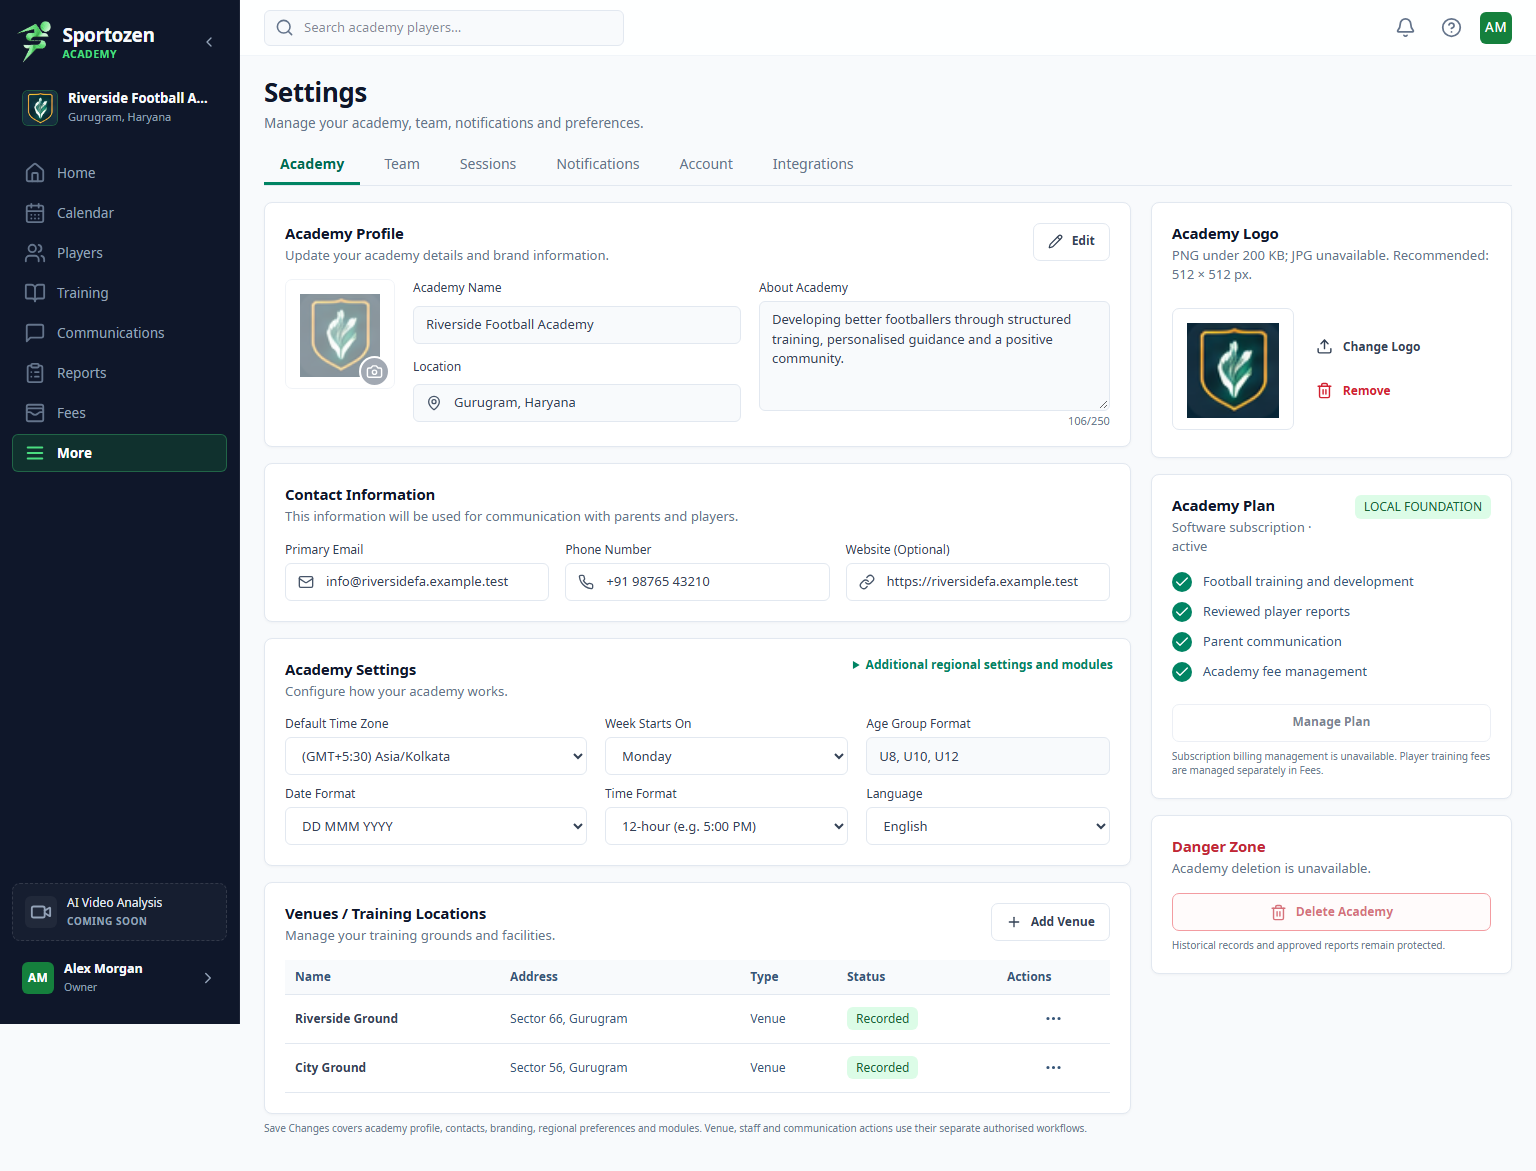 Sportozen
ACADEMY
Riverside Football A...
Gurugram, Haryana
Home
Calendar
Players
Training
Communications
Reports
Fees
More
AI Video Analysis
COMING SOON
AM
Alex Morgan
Owner
Search academy players...
AM
Settings
Manage your academy, team, notifications and preferences.
Academy Team Sessions Notifications Account Integrations
Academy Profile
Update your academy details and brand information.
Edit
Academy Name
Riverside Football Academy
Location
Gurugram, Haryana
About Academy
Developing better footballers through structured
training, personalised guidance and a positive
community.
106/250
Contact Information
This information will be used for communication with parents and players.
Primary Email
info@riversidefa.example.test
Phone Number
+91 98765 43210
Website (Optional)
https://riversidefa.example.test
Academy Settings
Configure how your academy works.
Additional regional settings and modules
Default Time Zone
(GMT+5:30) Asia/Kolkata
Week Starts On
Monday
Age Group Format
U8, U10, U12
Date Format
DD MMM YYYY
Time Format
12-hour (e.g. 5:00 PM)
Language
English
Venues / Training Locations
Manage your training grounds and facilities.
Add Venue
Name Address Type Status Actions
Riverside Ground Sector 66, Gurugram Venue Recorded
City Ground Sector 56, Gurugram Venue Recorded
Save Changes covers academy profile, contacts, branding, regional preferences and modules. Venue, staff and communication actions use their separate authorised workflows.
Academy Logo
PNG under 200 KB; JPG unavailable. Recommended:
512 × 512 px.
Change Logo
Remove
Academy Plan
LOCAL FOUNDATION
Software subscription ·
active
Football training and development
Reviewed player reports
Parent communication
Academy fee management
Manage Plan
Subscription billing management is unavailable. Player training fees
are managed separately in Fees.
Danger Zone
Academy deletion is unavailable.
Delete Academy
Historical records and approved reports remain protected.